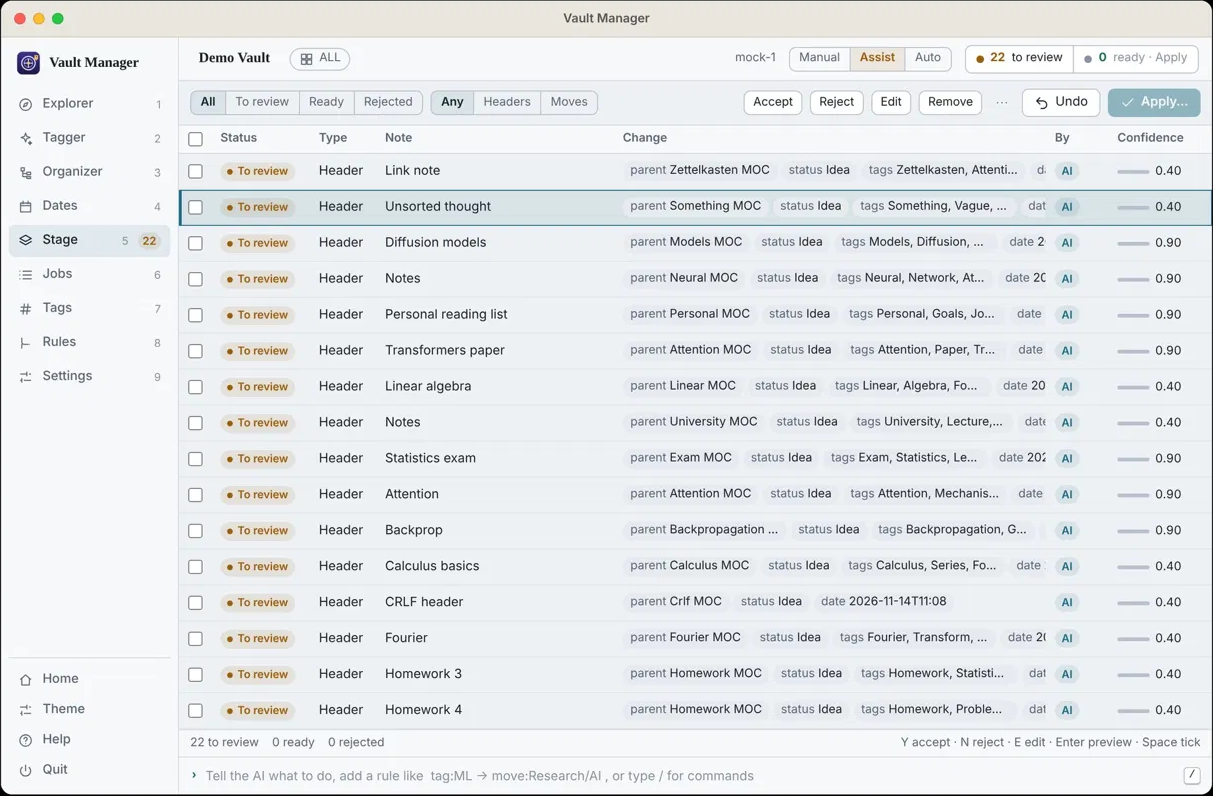 Vault Manager
Vault Manager
Explorer 1
Tagger 2
Organizer 3
Dates 4
Stage 5 22
Jobs 6
Tags 7
Rules 8
Settings 9
Home
Theme
Help
Quit
Demo Vault ALL mock-1 Manual Assist Auto 22 to review 0 ready · Apply
All To review Ready Rejected Any Headers Moves Accept Reject Edit Remove ... Undo Apply...
Status Type Note Change By Confidence
To review Header Link note parent Zettelkasten MOC status Idea tags Zettelkasten, Attenti... AI 0.40
To review Header Unsorted thought parent Something MOC status Idea tags Something, Vague, ... dat AI 0.40
To review Header Diffusion models parent Models MOC status Idea tags Models, Diffusion, ... date 2 AI 0.90
To review Header Notes parent Neural MOC status Idea tags Neural, Network, At... date 20 AI 0.90
To review Header Personal reading list parent Personal MOC status Idea tags Personal, Goals, Jo... date AI 0.90
To review Header Transformers paper parent Attention MOC status Idea tags Attention, Paper, Tr... date AI 0.90
To review Header Linear algebra parent Linear MOC status Idea tags Linear, Algebra, Fo... date 20 AI 0.40
To review Header Notes parent University MOC status Idea tags University, Lecture,... date AI 0.40
To review Header Statistics exam parent Exam MOC status Idea tags Exam, Statistics, Le... date 202 AI 0.90
To review Header Attention parent Attention MOC status Idea tags Attention, Mechanis... date AI 0.90
To review Header Backprop parent Backpropagation ... status Idea tags Backpropagation, G... AI 0.90
To review Header Calculus basics parent Calculus MOC status Idea tags Calculus, Series, Fo... date AI 0.40
To review Header CRLF header parent Crlf MOC status Idea date 2026-11-14T11:08 AI 0.40
To review Header Fourier parent Fourier MOC status Idea tags Fourier, Transform, ... date 20 AI 0.40
To review Header Homework 3 parent Homework MOC status Idea tags Homework, Statisti... dat AI 0.40
To review Header Homework 4 parent Homework MOC status Idea tags Homework, Proble... dat AI 0.40
22 to review 0 ready 0 rejected Y accept · N reject · E edit · Enter preview · Space tick
› Tell the AI what to do, add a rule like tag:ML → move:Research/AI , or type / for commands /